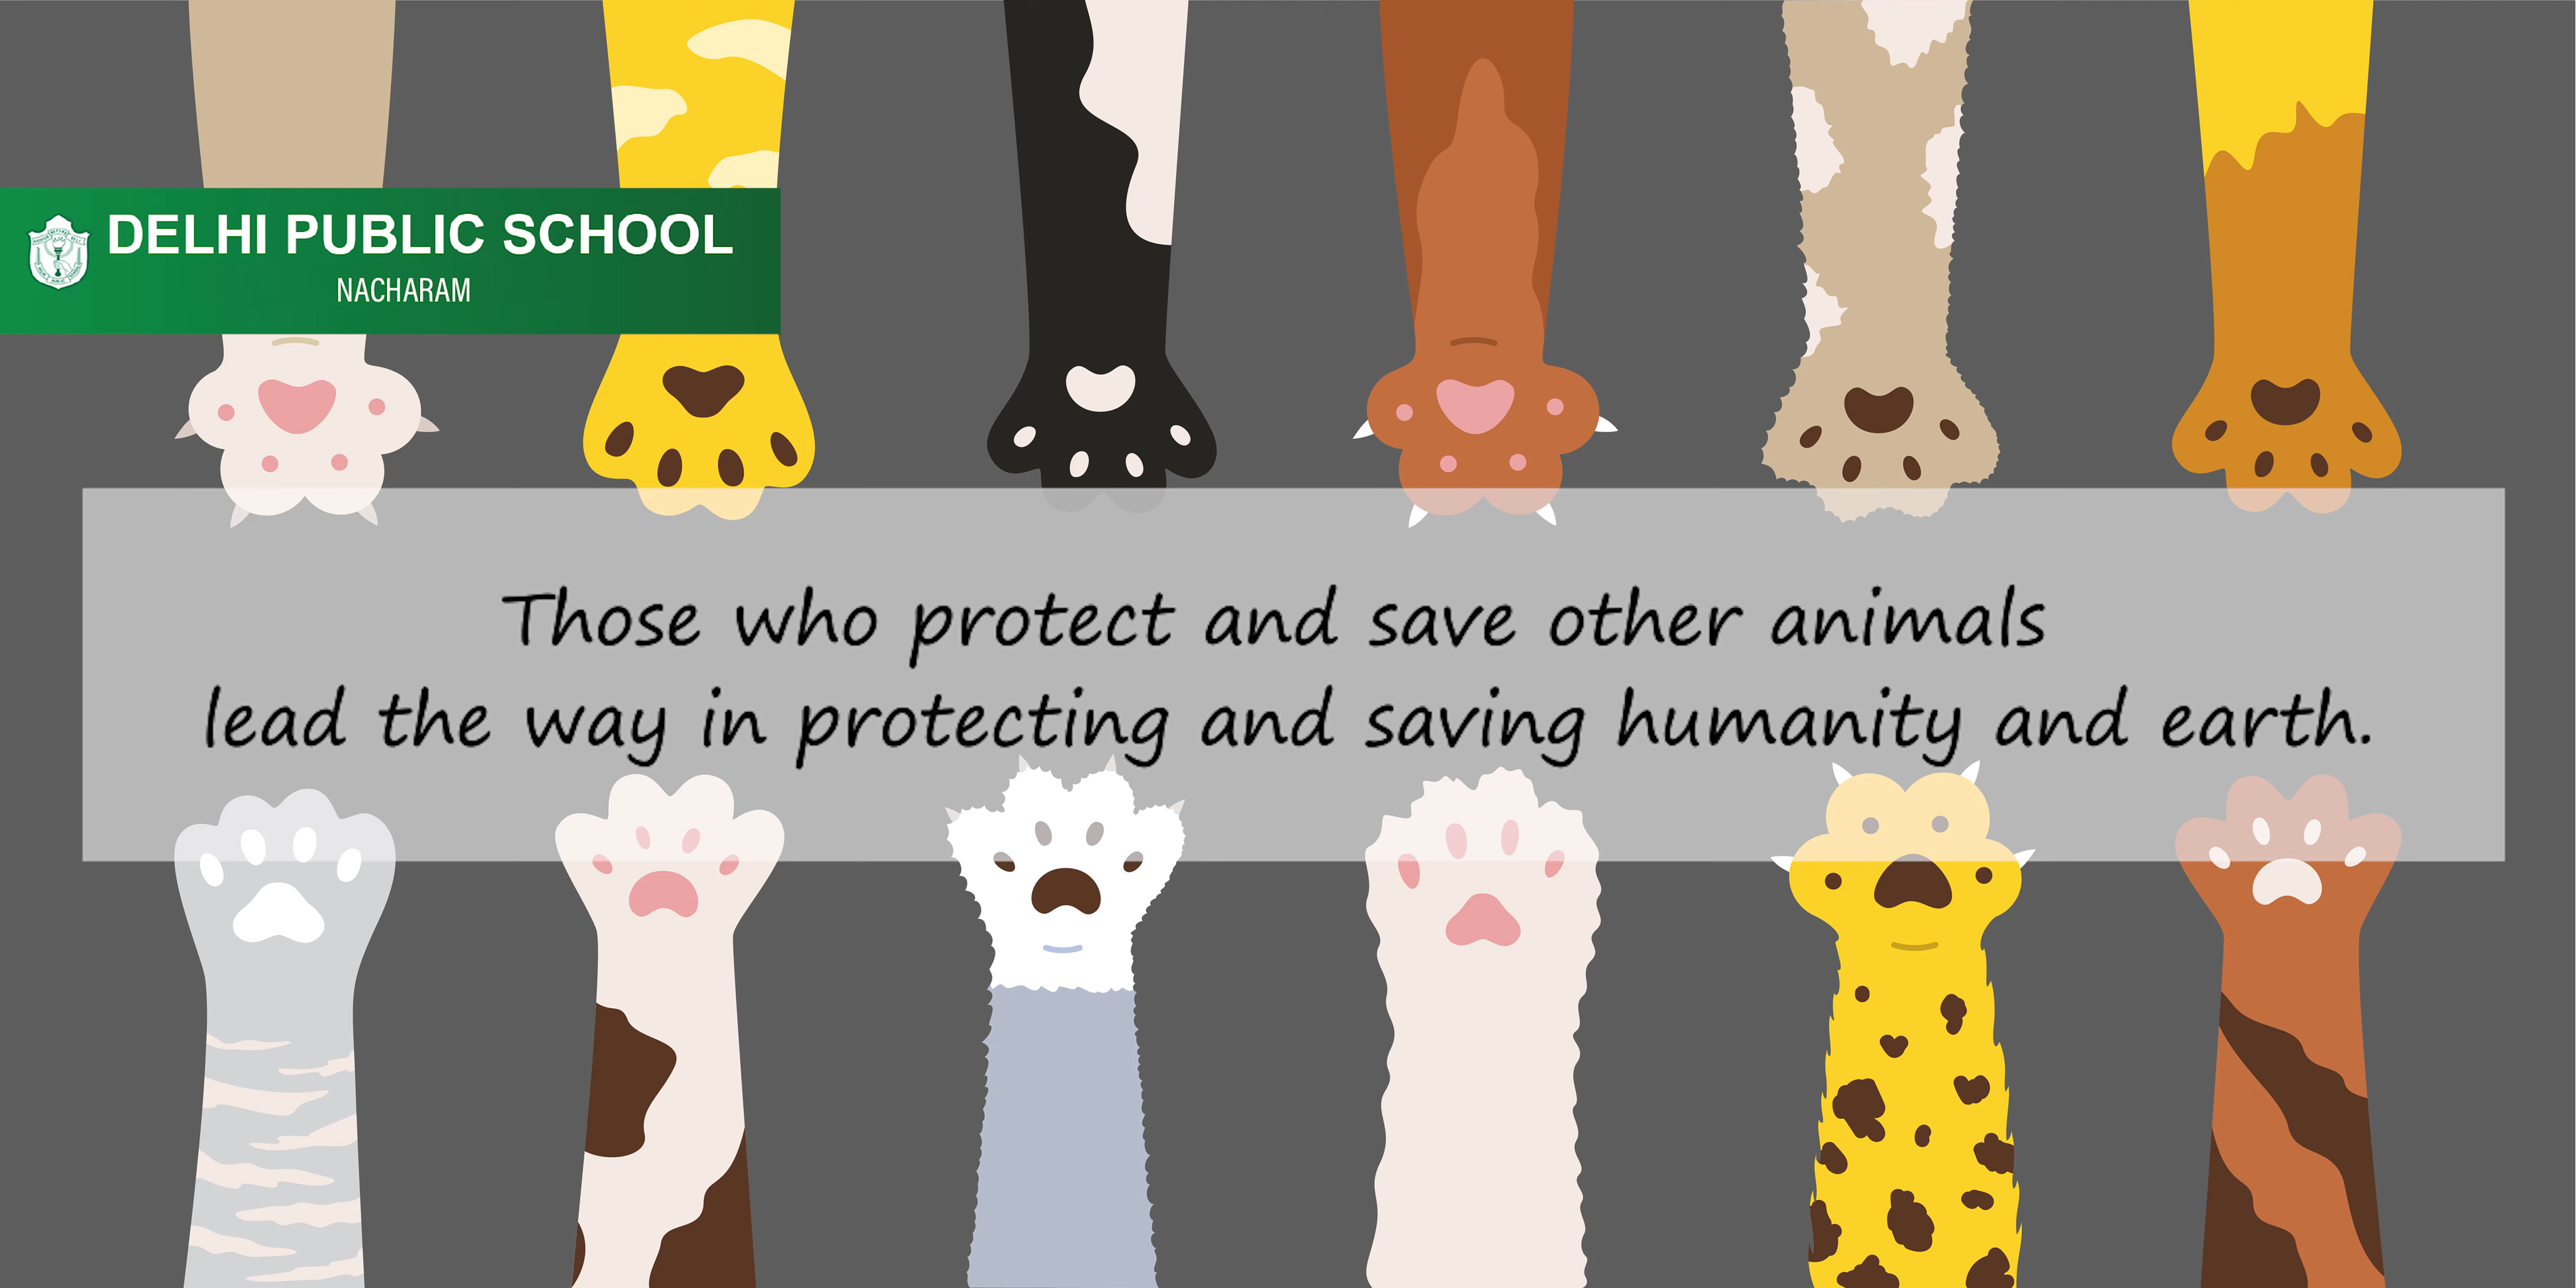 DELHI PUBLIC SCHOOL
NACHARAM
Those who protect and save other animals
lead the way in protecting and saving humanity and earth.